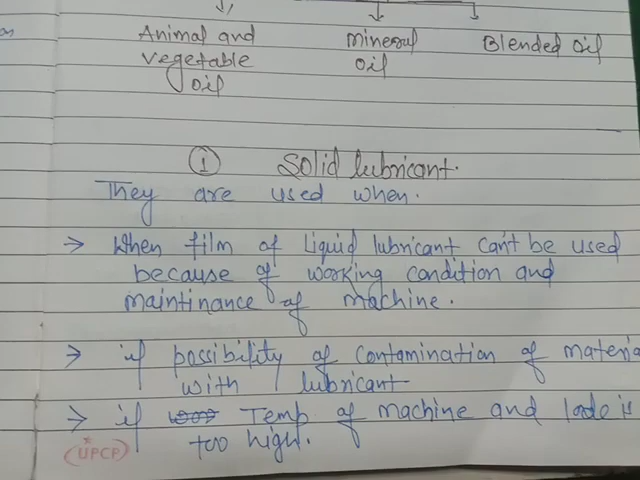 Animal and mineral Blended oil
vegetable oil
oil
① Solid lubricant.
They are used when.
→ When film of liquid lubricant can't be used
because of working condition and
maintinance of machine.
→ if possibility of contamination of materia
with lubricant
→ if Temp of machine and lode is
too high.
(UPCP)